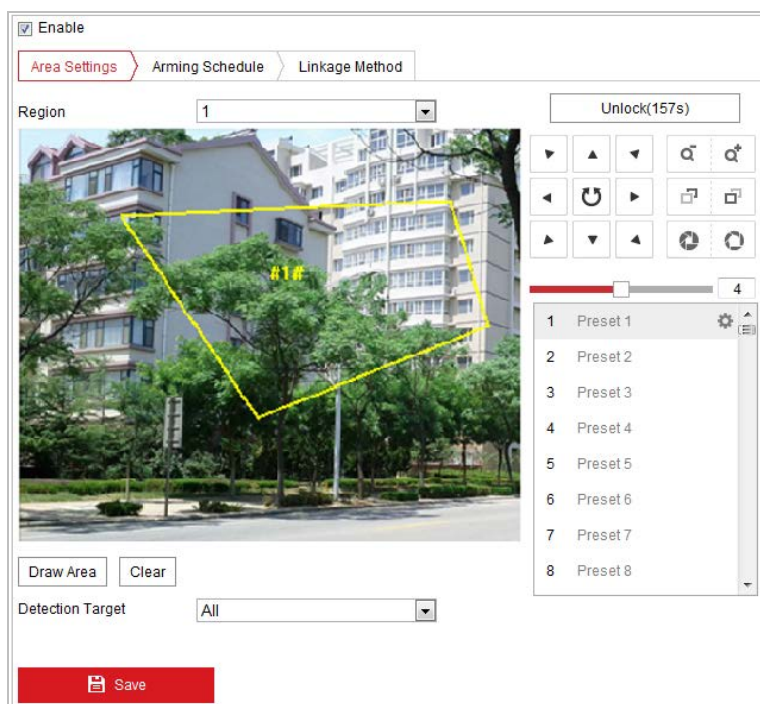 Enable
Area Settings Arming Schedule Linkage Method
Region 1 Unlock(157s)
#1#
4
1 Preset 1
2 Preset 2
3 Preset 3
4 Preset 4
5 Preset 5
6 Preset 6
7 Preset 7
8 Preset 8
Draw Area Clear
Detection Target All
Save